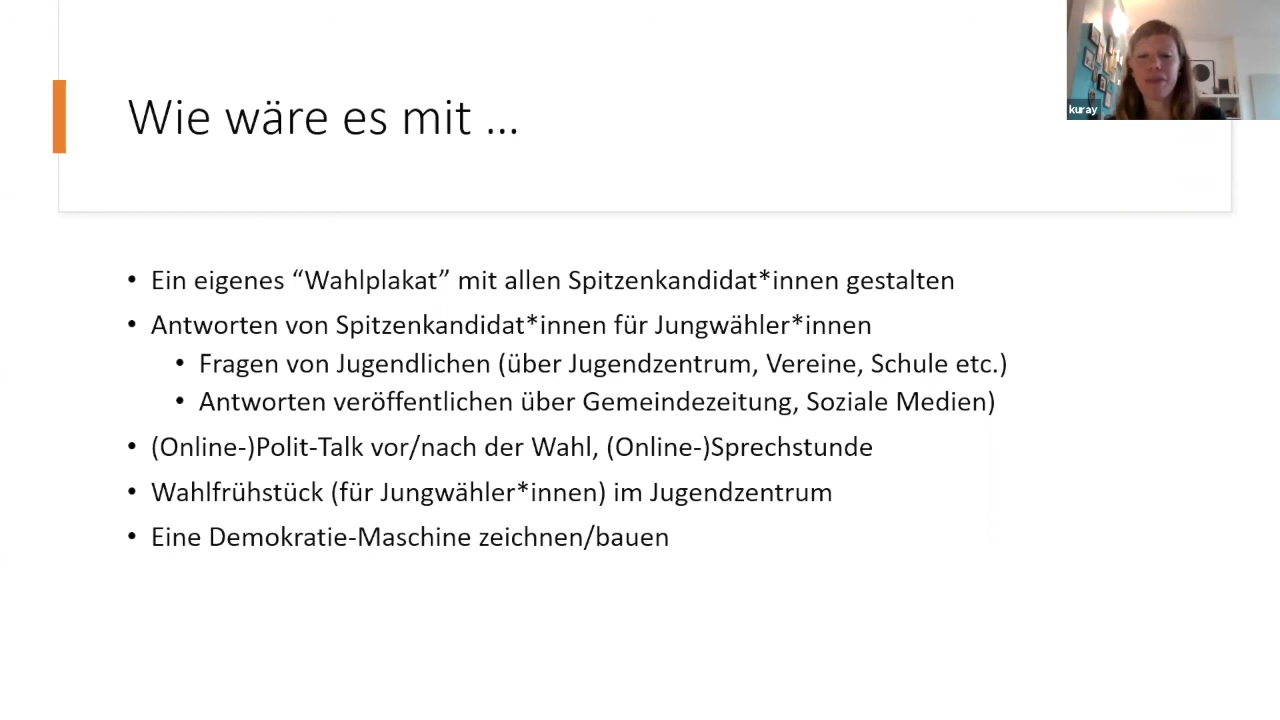 Wie wäre es mit ...
kuray
• Ein eigenes “Wahlplakat” mit allen Spitzenkandidat*innen gestalten
• Antworten von Spitzenkandidat*innen für Jungwähler*innen
• Fragen von Jugendlichen (über Jugendzentrum, Vereine, Schule etc.)
• Antworten veröffentlichen über Gemeindezeitung, Soziale Medien)
• (Online-)Polit-Talk vor/nach der Wahl, (Online-)Sprechstunde
• Wahlfrühstück (für Jungwähler*innen) im Jugendzentrum
• Eine Demokratie-Maschine zeichnen/bauen